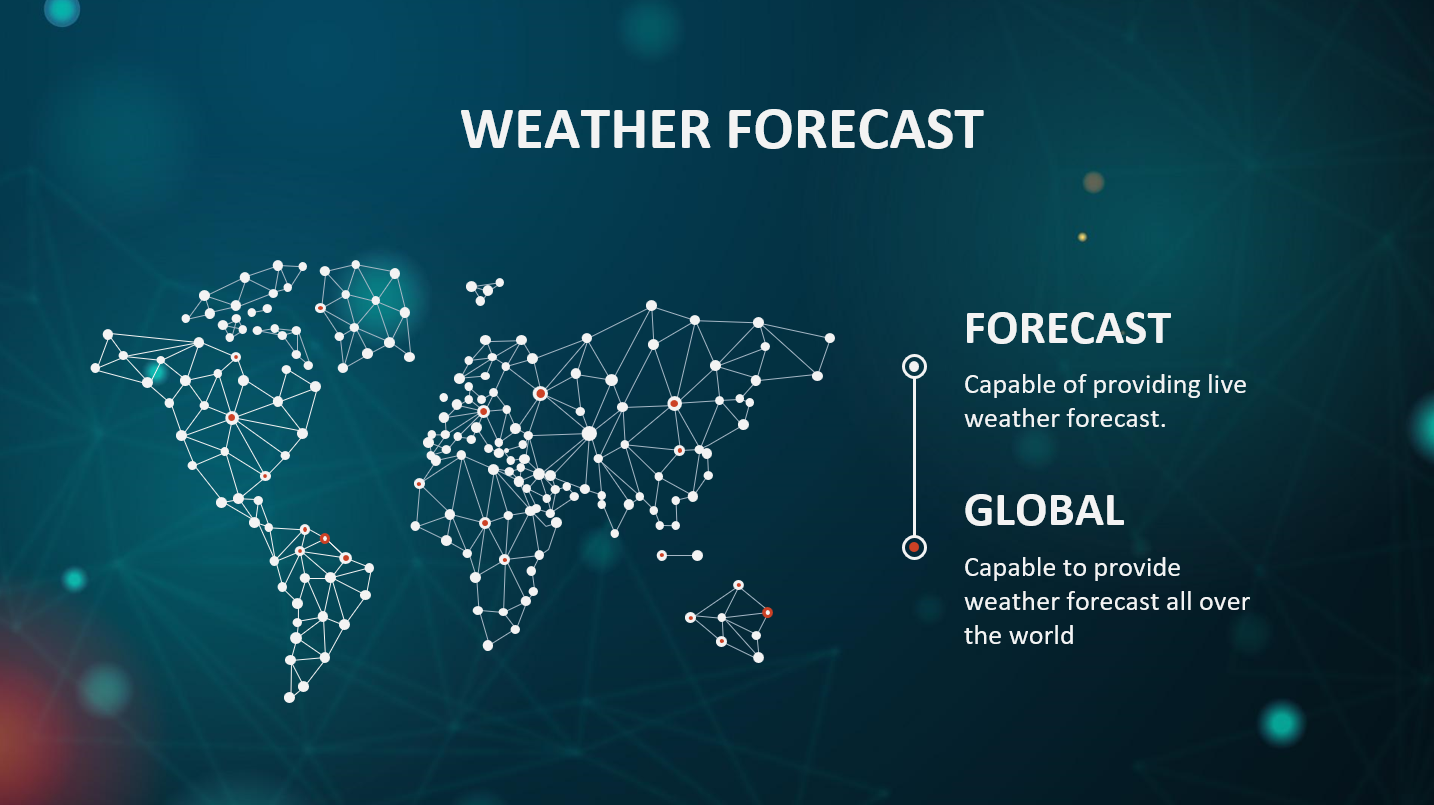 WEATHER FORECAST
FORECAST
Capable of providing live
weather forecast.
GLOBAL
Capable to provide
weather forecast all over
the world